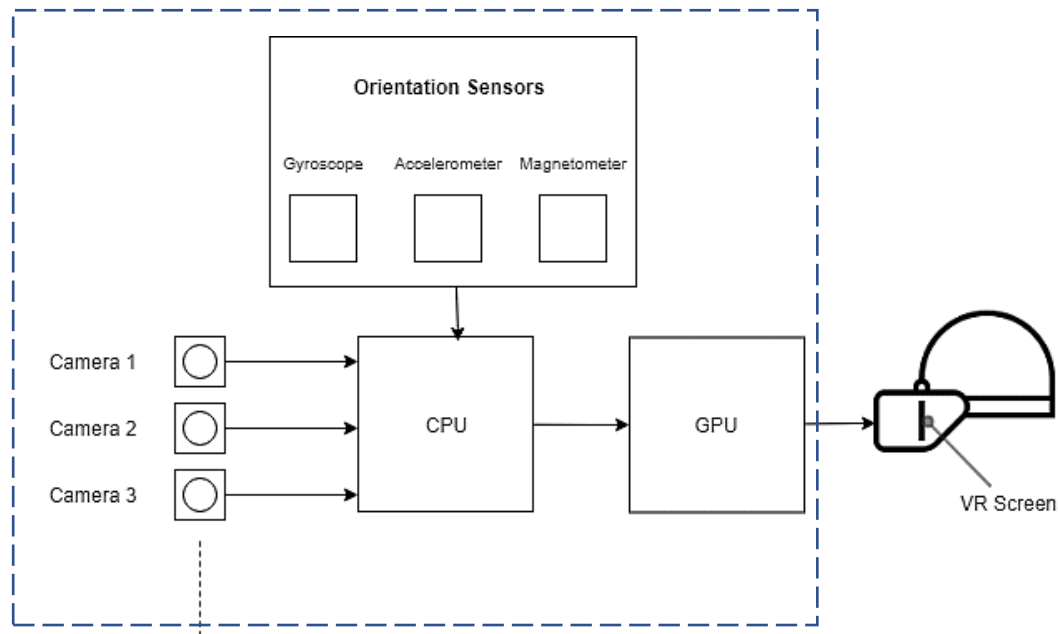 Orientation Sensors
Gyroscope Accelerometer Magnetometer
Camera 1
Camera 2
Camera 3
CPU
GPU
VR Screen